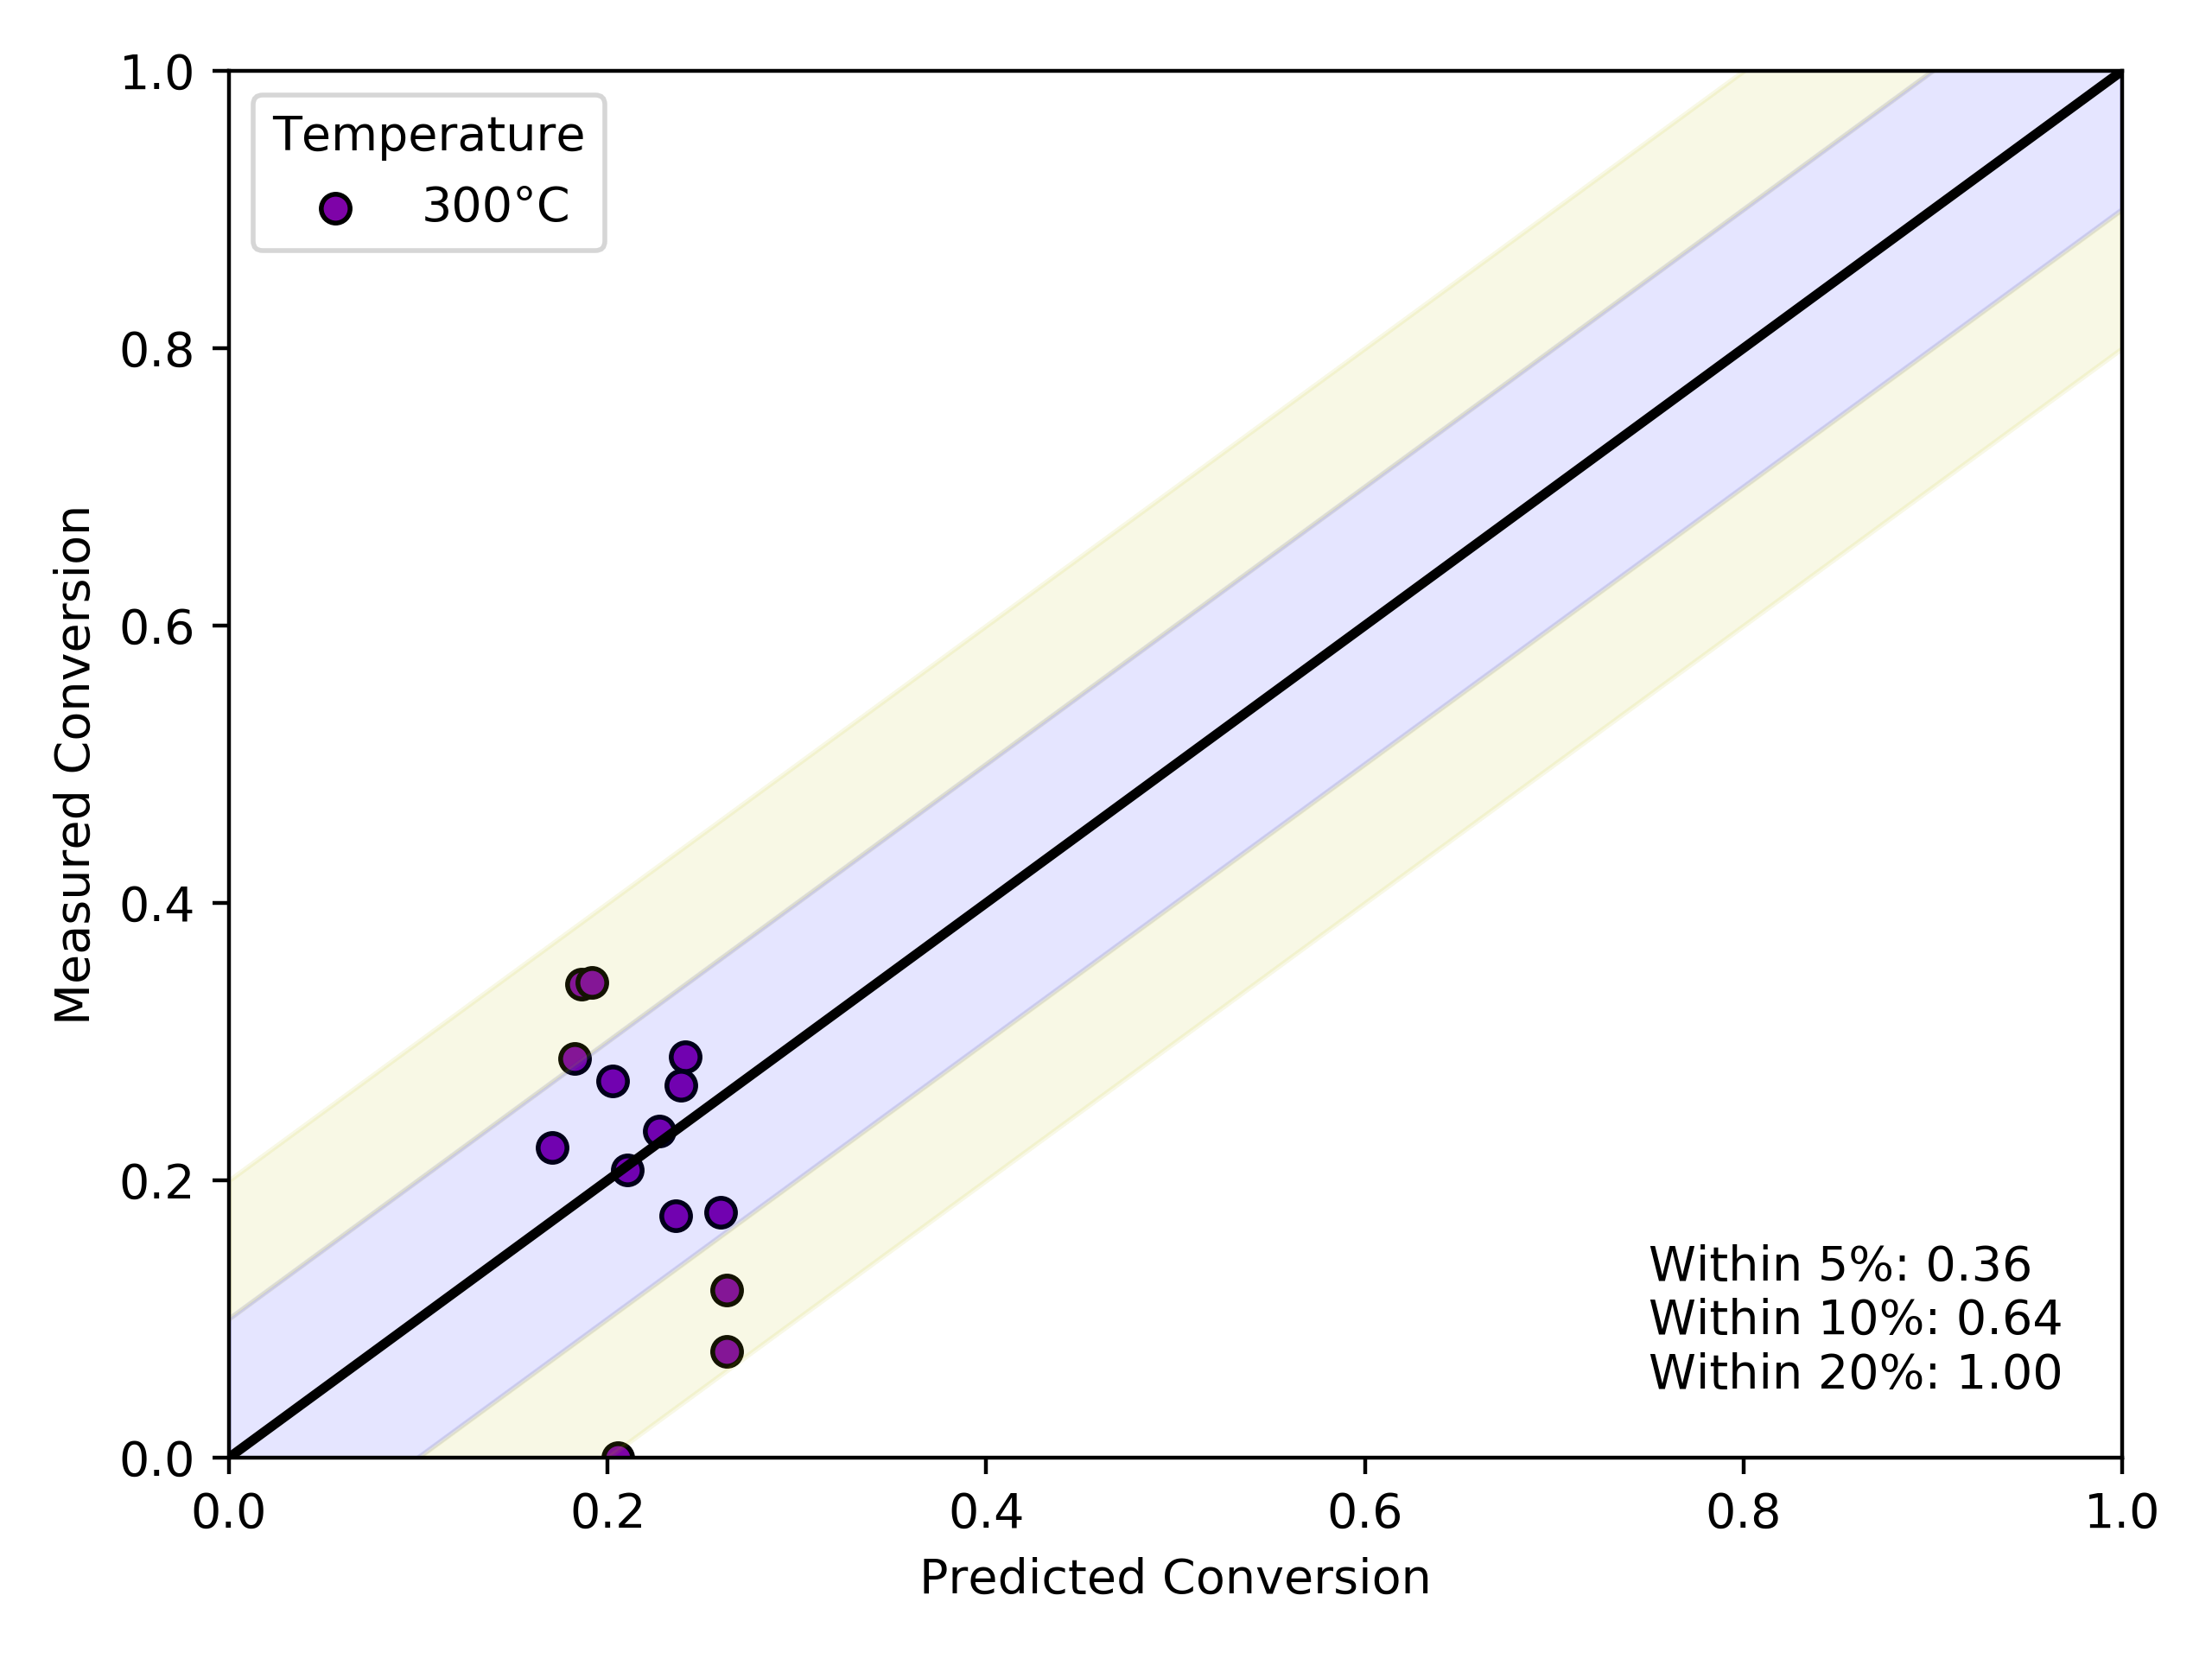 1.0
0.8
0.6
0.4
0.2
0.0
Measured Conversion
Temperature
300°C
Within 5%: 0.36
Within 10%: 0.64
Within 20%: 1.00
0.0 0.2 0.4 0.6 0.8 1.0
Predicted Conversion